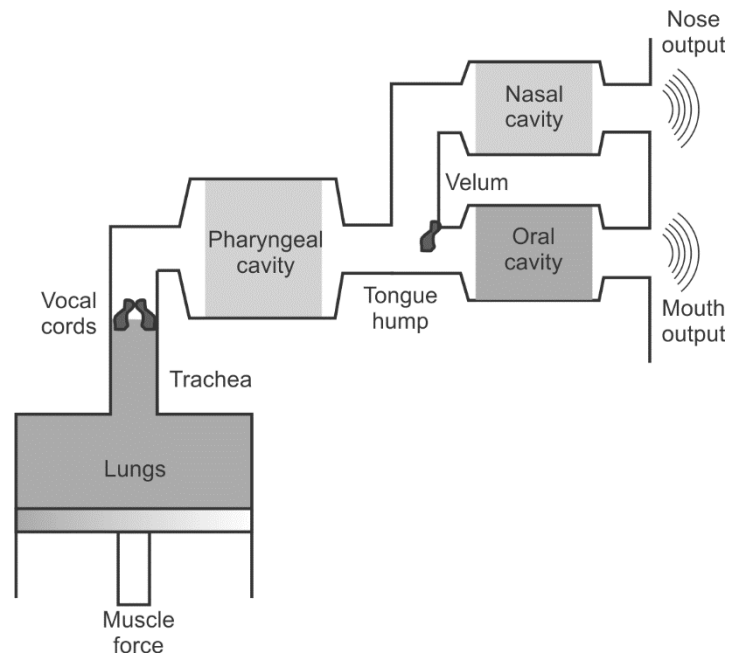 Nose
output
Nasal
cavity
Velum
Pharyngeal
cavity
Oral
cavity
Vocal
cords
Tongue
hump
Mouth
output
Trachea
Lungs
Muscle
force